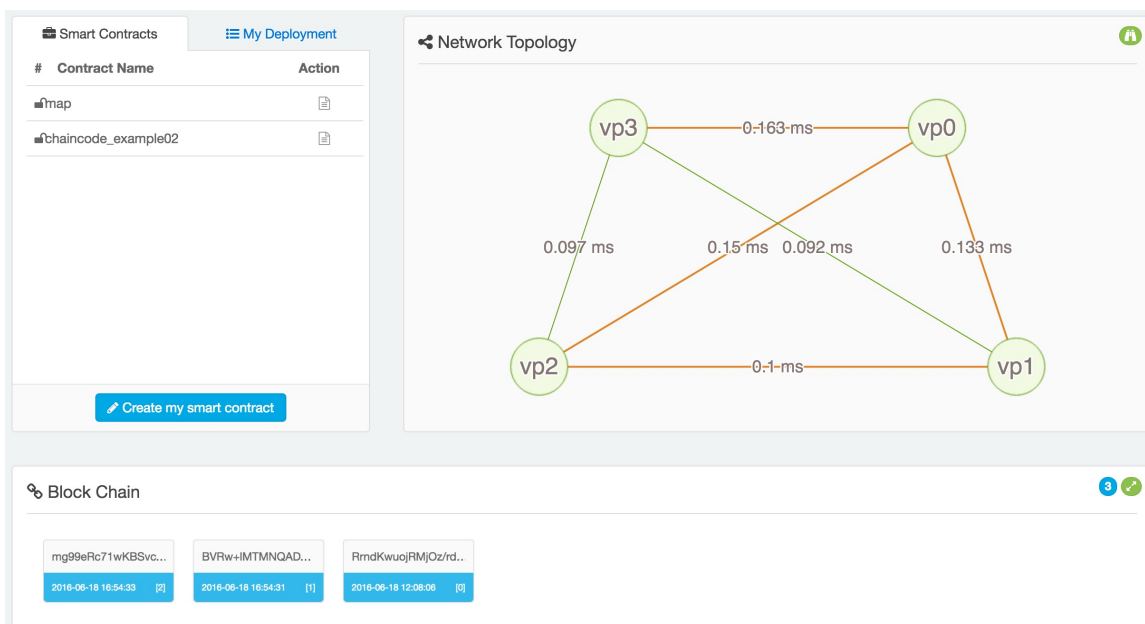 Smart Contracts
My Deployment
# Contract Name Action
map
chaincode_example02
Create my smart contract
Network Topology
vp3 0.163 ms vp0
0.097 ms 0.15 ms 0.092 ms 0.133 ms
vp2 0.1 ms vp1
Block Chain
3
mg99eRc71wKBSvc...
2016-06-18 16:54:33 [2]
BVRw+lMTMNQAD...
2016-06-18 16:54:31 [1]
RrndKwuojRMjOz/rd...
2016-06-18 12:08:06 [0]